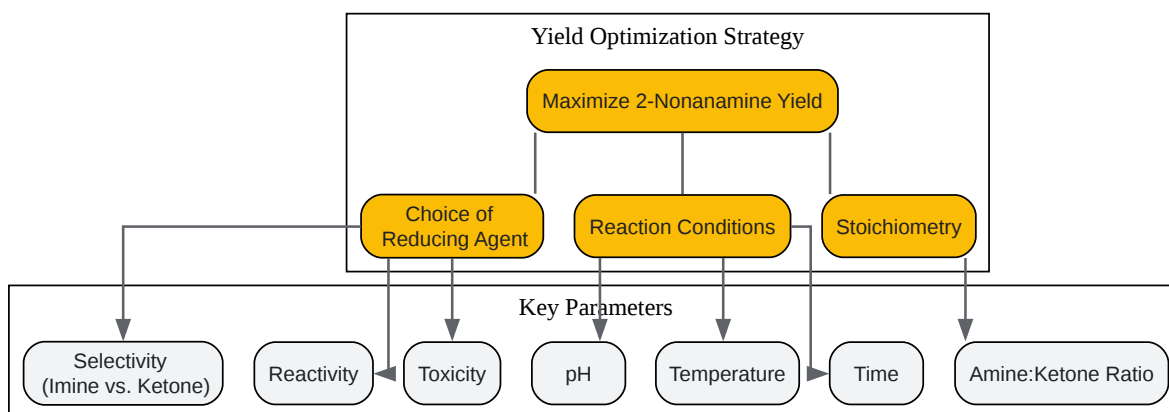 Yield Optimization Strategy
Maximize 2-Nonanamine Yield
Choice of
Reducing Agent
Reaction Conditions
Stoichiometry
Key Parameters
Selectivity
(Imine vs. Ketone)
Reactivity
Toxicity
pH
Temperature
Time
Amine:Ketone Ratio